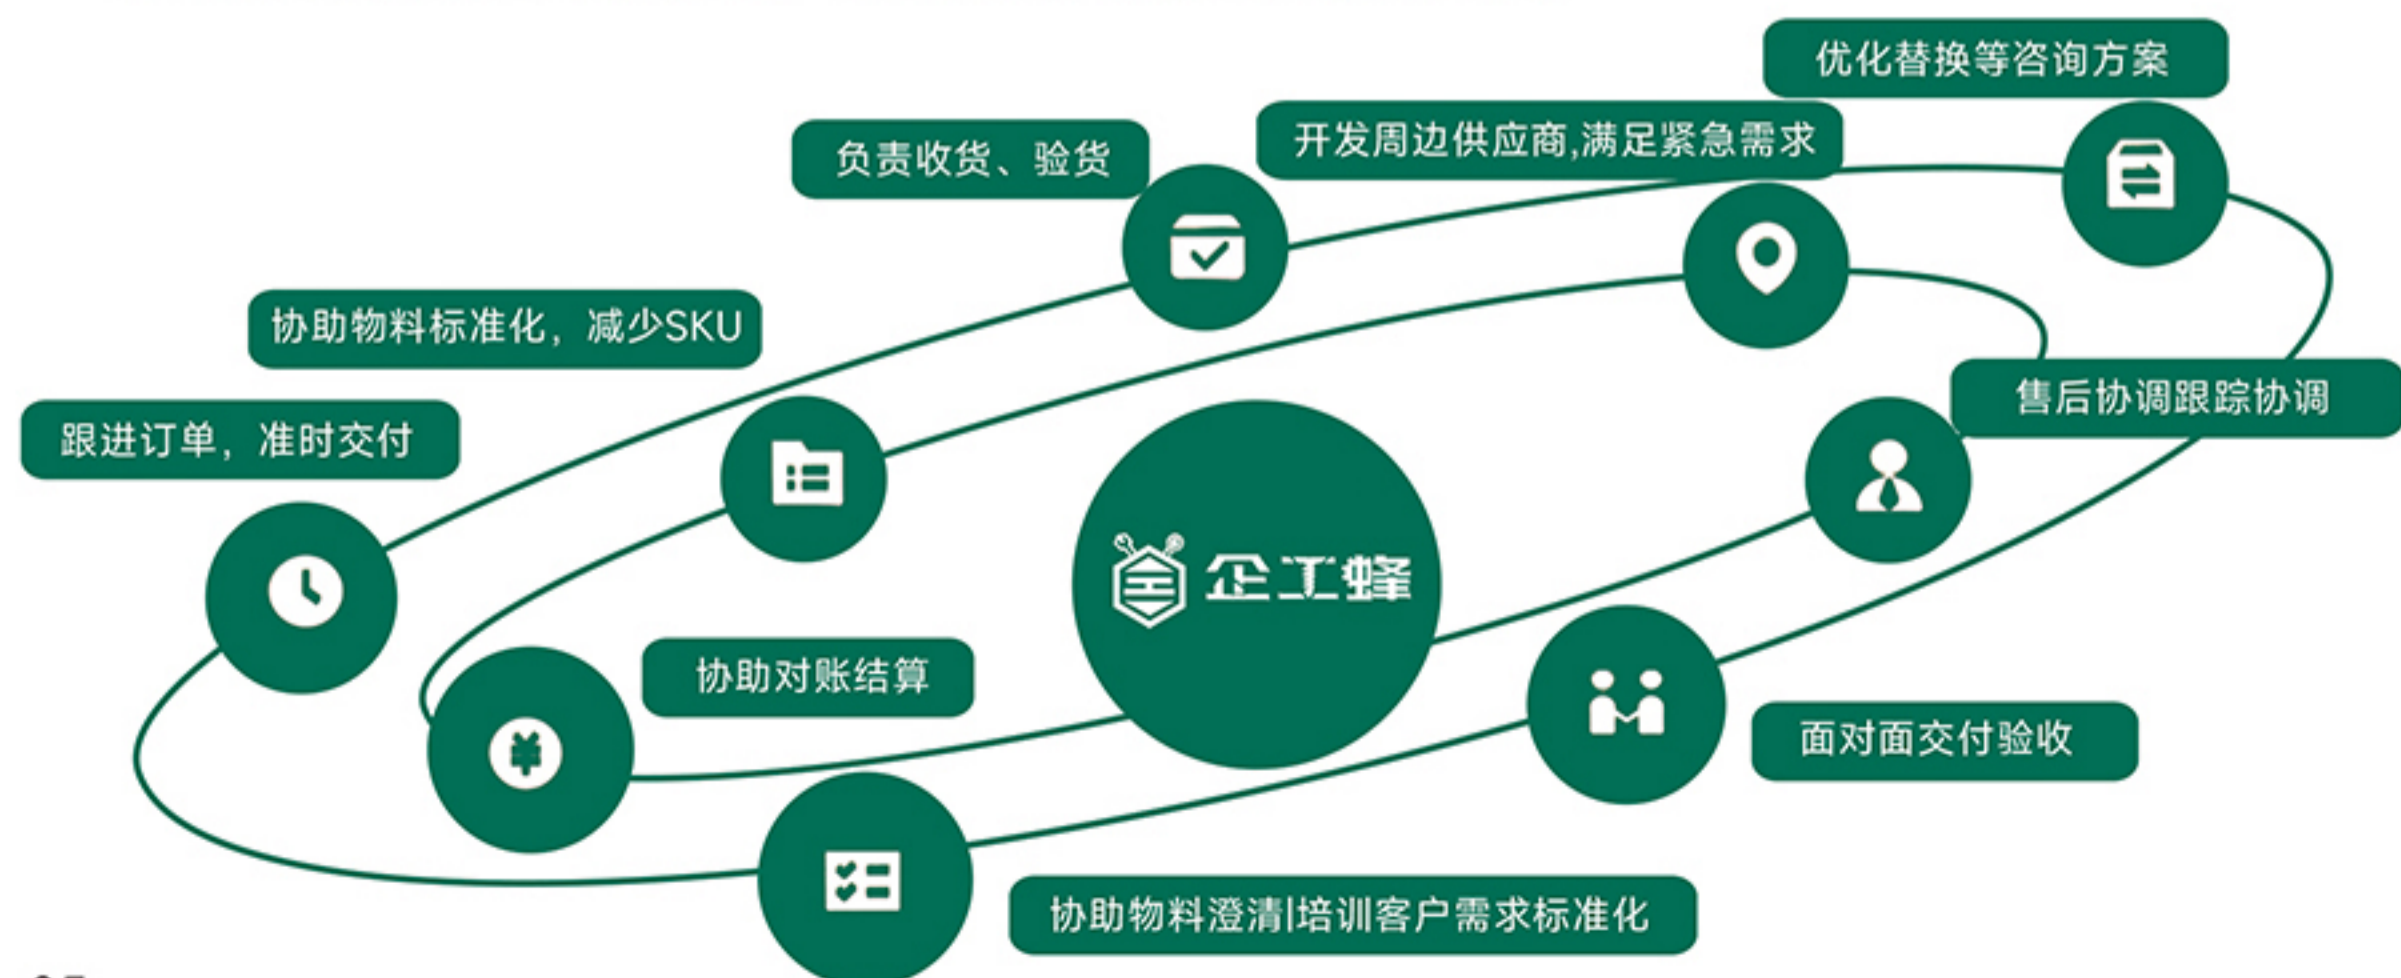 优化替换等咨询方案
开发周边供应商,满足紧急需求
负责收货、验货
协助物料标准化，减少SKU
售后协调跟踪协调
跟进订单，准时交付
企工蜂
协助对账结算
面对面交付验收
协助物料澄清|培训客户需求标准化